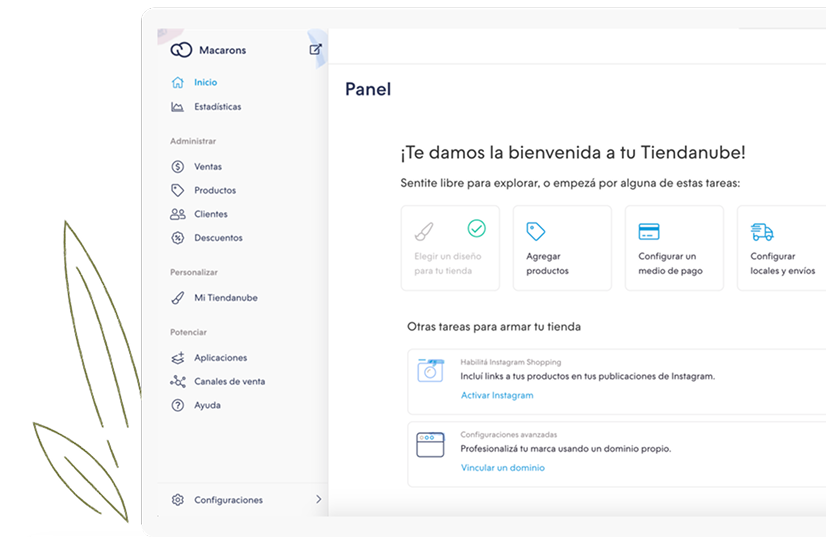 Macarons
Inicio
Estadísticas
Administrar
Ventas
Productos
Clientes
Descuentos
Personalizar
Mi Tiendanube
Potenciar
Aplicaciones
Canales de venta
Ayuda
Configuraciones
Panel
¡Te damos la bienvenida a tu Tiendanube!
Sentite libre para explorar, o empezá por alguna de estas tareas:
Elegir un diseño
para tu tienda
Agregar
productos
Configurar un
medio de pago
Configurar
locales y envíos
Otras tareas para armar tu tienda
Habilitá Instagram Shopping
Incluí links a tus productos en tus publicaciones de Instagram.
Activar Instagram
Configuraciones avanzadas
Profesionalizá tu marca usando un dominio propio.
Vincular un dominio